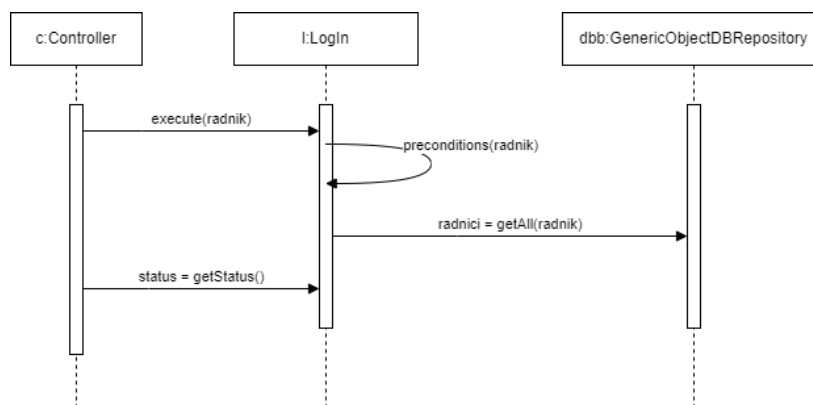 c:Controller
l:LogIn
dbb:GenericObjectDBRepository
execute(radnik)
preconditions(radnik)
radnici = getAll(radnik)
status = getStatus()